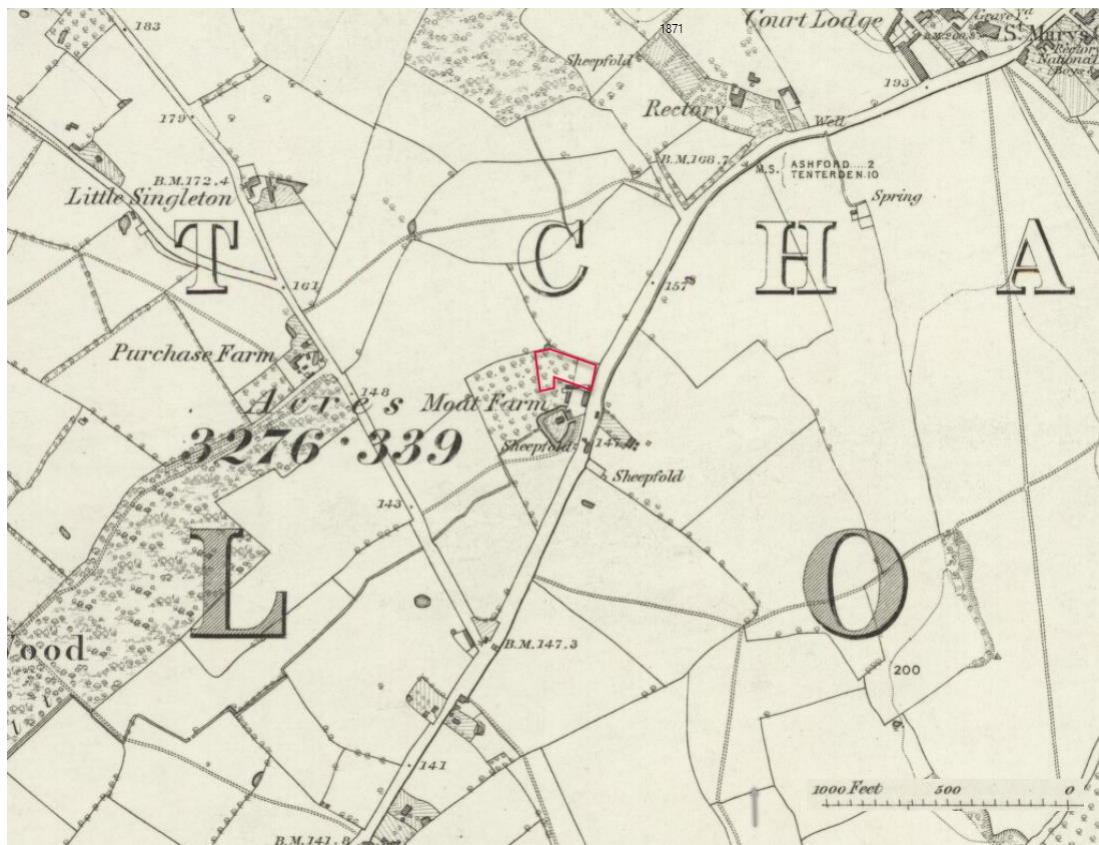 183
1871
Court Lodge
Grave Yd.
B.M.200.8
St. Marys
Sheepfold
Rectory
National
Boys
193
Rectory
179
Well
B.M.168.7
M.S.
ASHFORD....2
TENTERDEN.10
B.M.172.4
Little Singleton
Spring
T C H A
161
157
Purchase Farm
148
Acres
Moat Farm
3276·339
Sheepfold
147.
Sheepfold
143
L O
B.M.147.3
ood
200
141
1000 Feet 500 0
B.M.141.8